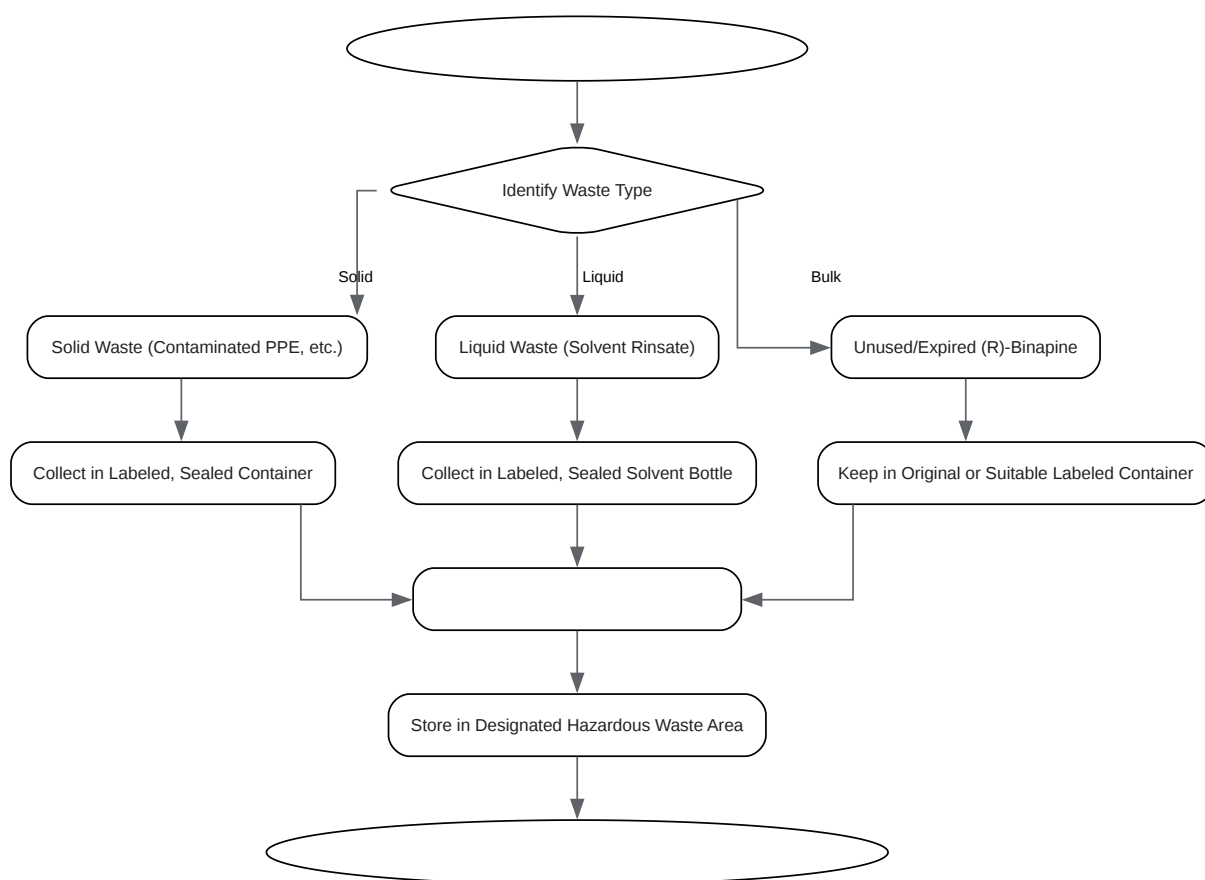 Identify Waste Type
Solid
Liquid
Bulk
Solid Waste (Contaminated PPE, etc.)
Liquid Waste (Solvent Rinsate)
Unused/Expired (R)-Binapine
Collect in Labeled, Sealed Container
Collect in Labeled, Sealed Solvent Bottle
Keep in Original or Suitable Labeled Container
Store in Designated Hazardous Waste Area